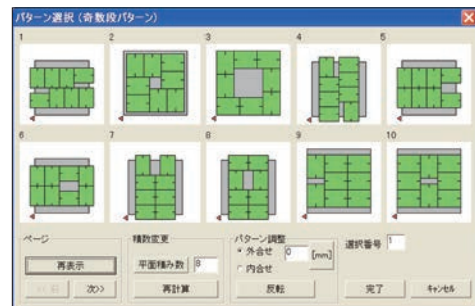 パターン選択（奇数段パターン）
1 2 3 4 5
6 7 8 9 10
ページ 積数変更 パターン調整
再表示 平面積み数 8 外合せ 0 [mm] 選択番号 1
内合せ
次>> 再計算 反転 完了 キャンセル